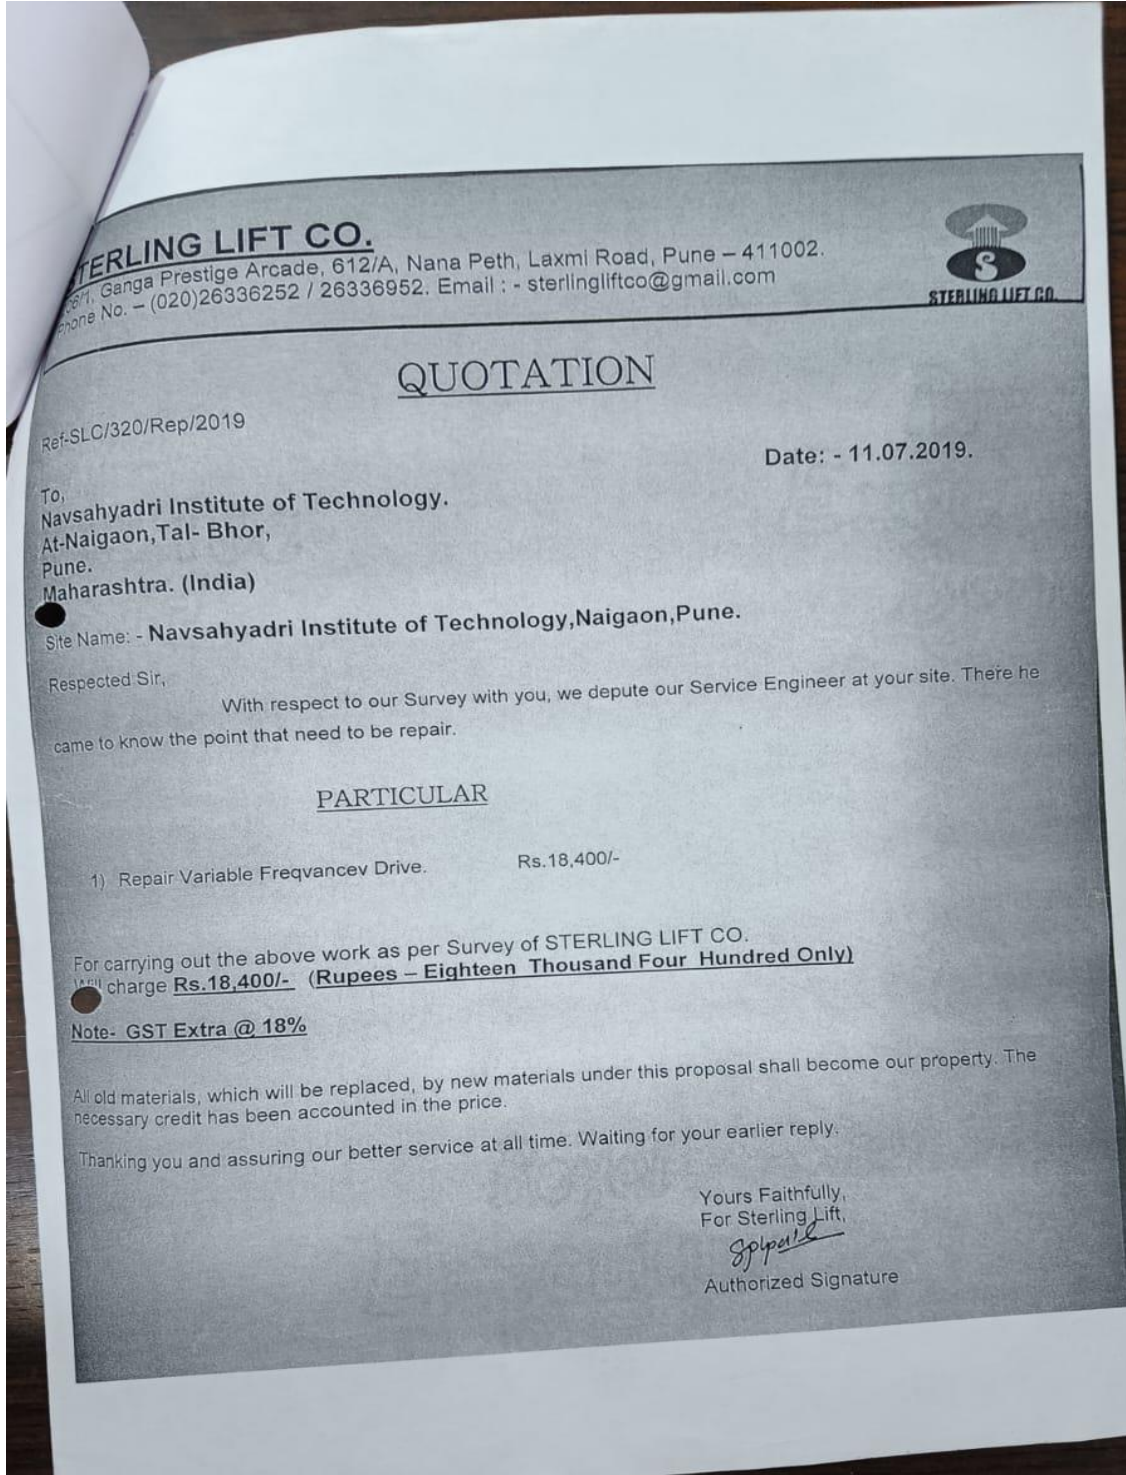 TERLING LIFT CO.
Ganga Prestige Arcade, 612/A, Nana Peth, Laxmi Road, Pune – 411002.
Phone No. – (020)26336252 / 26336952. Email : - sterlingliftco@gmail.com
S
STERLING LIFT CO.
QUOTATION
Ref-SLC/320/Rep/2019
Date: - 11.07.2019.
To,
Navsahyadri Institute of Technology.
At-Naigaon,Tal- Bhor,
Pune.
Maharashtra. (India)
Site Name: - Navsahyadri Institute of Technology,Naigaon,Pune.
Respected Sir,
With respect to our Survey with you, we depute our Service Engineer at your site. There he
came to know the point that need to be repair.
PARTICULAR
1) Repair Variable Freqvancev Drive. Rs.18,400/-
For carrying out the above work as per Survey of STERLING LIFT CO.
Will charge Rs.18,400/- (Rupees – Eighteen Thousand Four Hundred Only)
Note- GST Extra @ 18%
All old materials, which will be replaced, by new materials under this proposal shall become our property. The
necessary credit has been accounted in the price.
Thanking you and assuring our better service at all time. Waiting for your earlier reply.
Yours Faithfully,
For Sterling Lift,
Authorized Signature